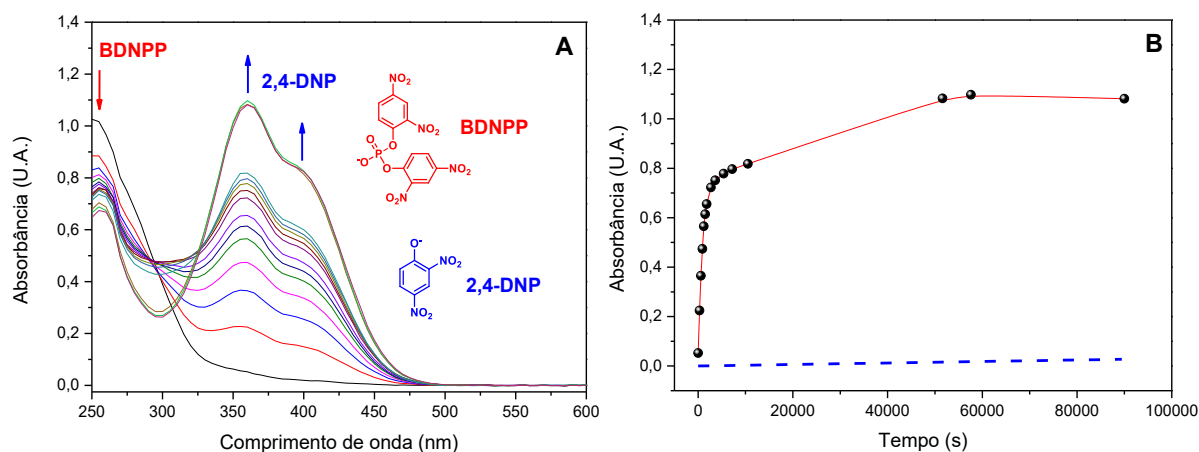 A
BDNPP
2,4-DNP
NO₂
NO₂
BDNPP
O
P
O
⁻O
O
NO₂
NO₂
O⁻
NO₂
2,4-DNP
NO₂
Absorbância (U.A.)
1,4
1,2
1,0
0,8
0,6
0,4
0,2
0,0
250 300 350 400 450 500 550 600
Comprimento de onda (nm)
B
Absorbância (U.A.)
1,4
1,2
1,0
0,8
0,6
0,4
0,2
0,0
0 20000 40000 60000 80000 100000
Tempo (s)